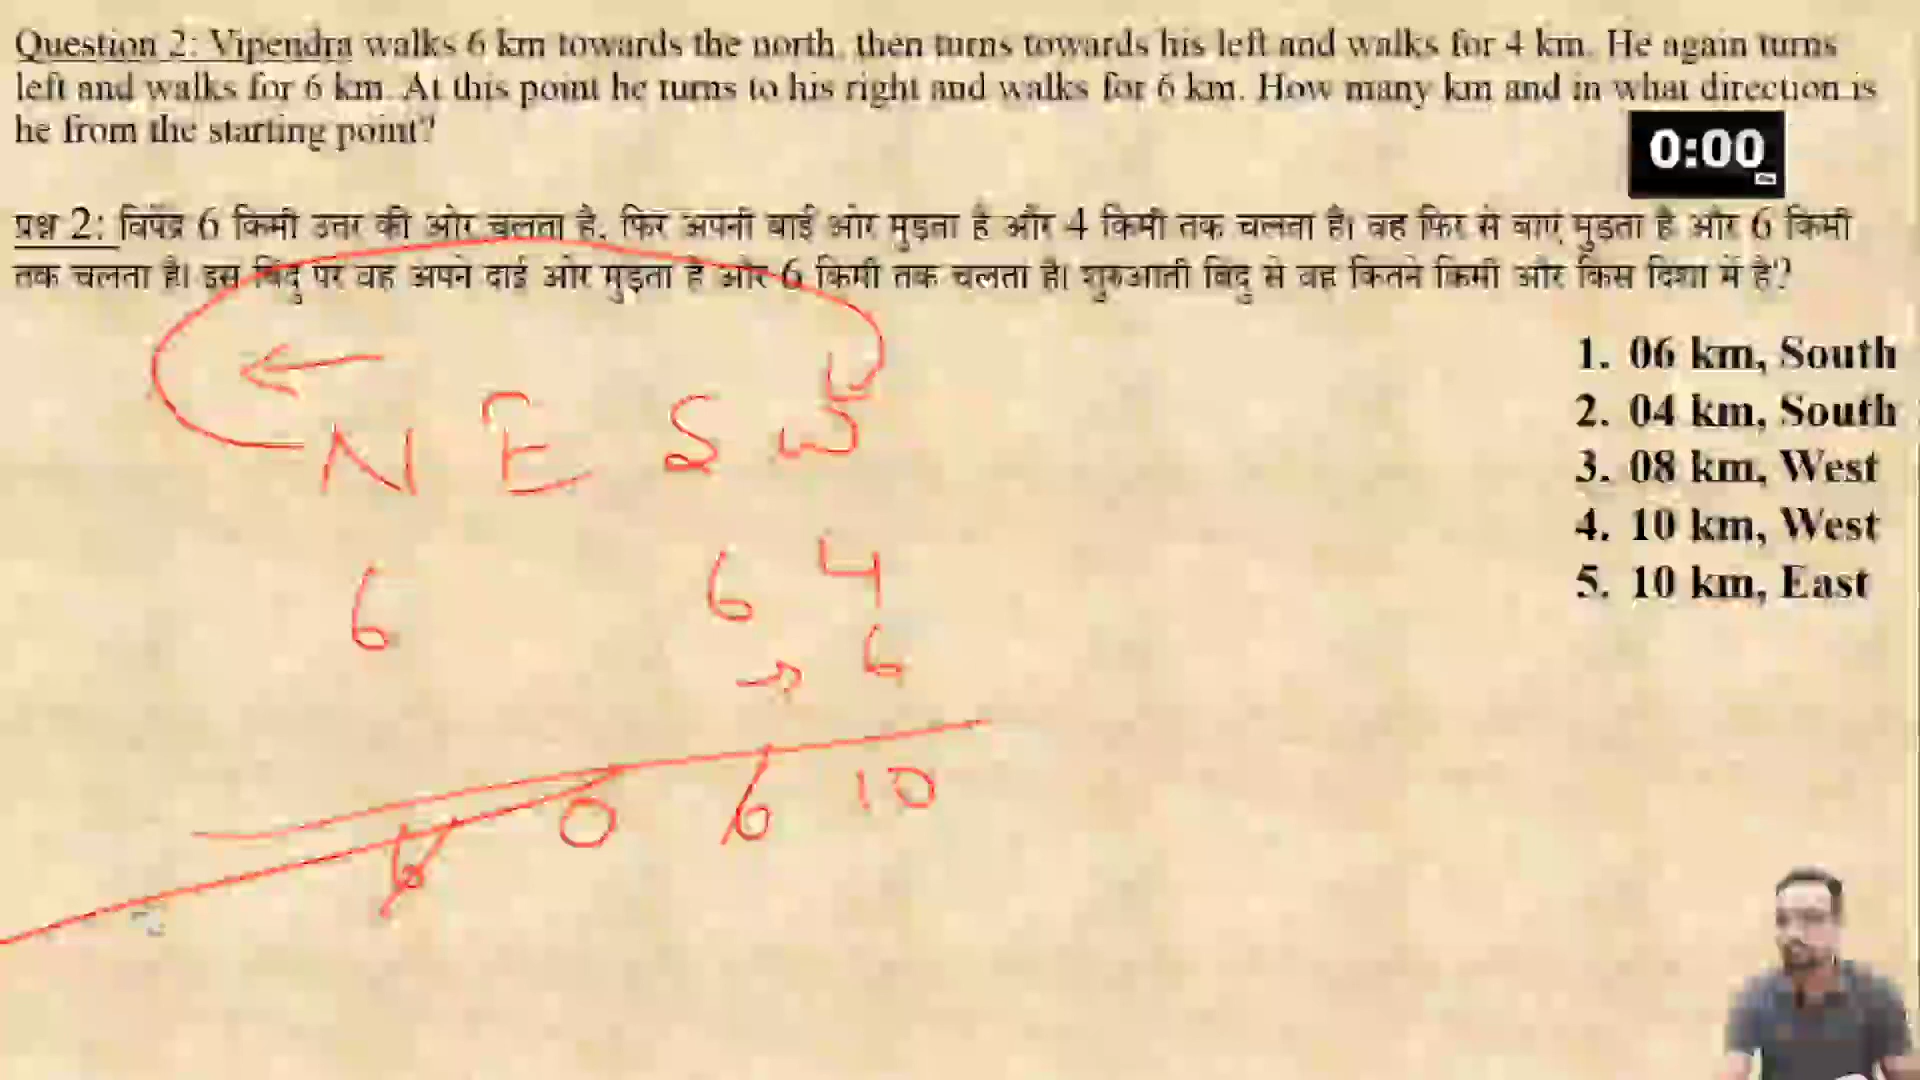 Question 2: Vipendra walks 6 km towards the north, then turns towards his left and walks for 4 km. He again turns
left and walks for 6 km. At this point he turns to his right and walks for 6 km. How many km and in what direction is
he from the starting point?
0:00
प्रश्न 2: विपेंद्र 6 किमी उत्तर की ओर चलता है, फिर अपनी बाईं ओर मुड़ता है और 4 किमी तक चलता है। वह फिर से बाएं मुड़ता है और 6 किमी
तक चलता है। इस बिंदु पर वह अपने दाईं ओर मुड़ता है और 6 किमी तक चलता है। शुरुआती बिंदु से वह कितने किमी और किस दिशा में है?
1. 06 km, South
2. 04 km, South
3. 08 km, West
4. 10 km, West
5. 10 km, East
N E S W
6 6 4
6
6 0 6 10